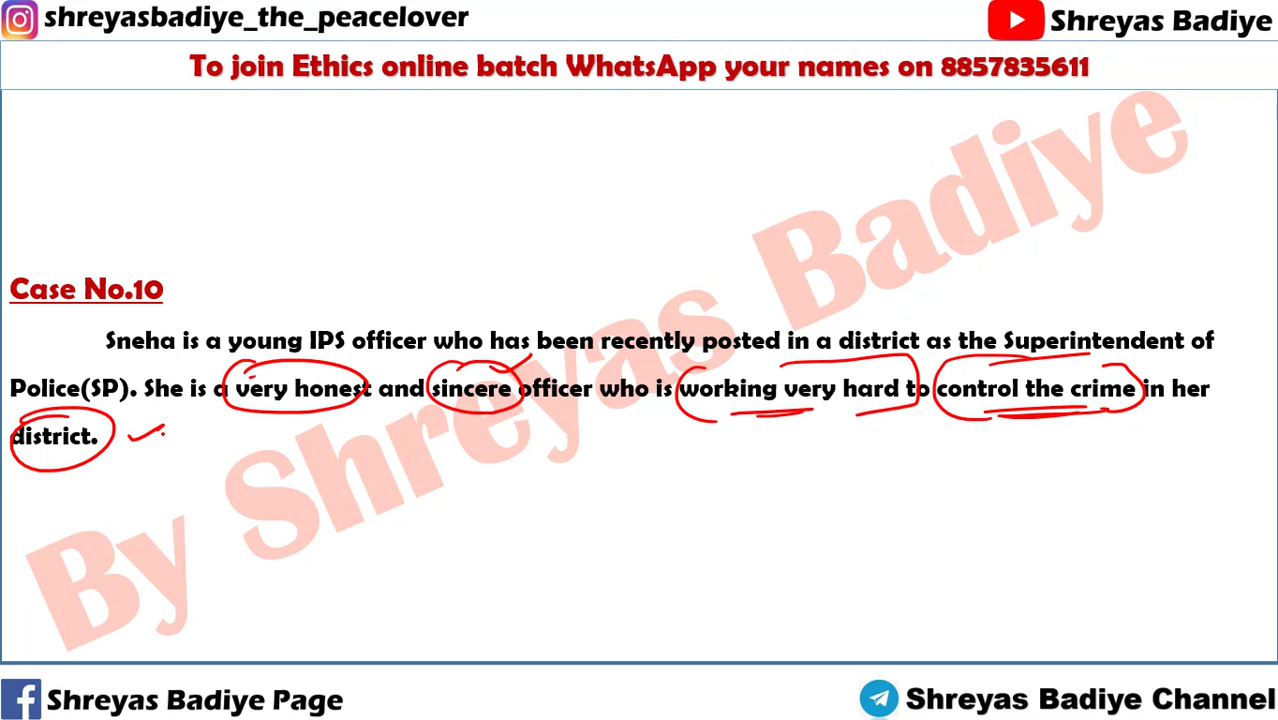 shreyasbadiye_the_peacelover
Shreyas Badiye
To join Ethics online batch WhatsApp your names on 8857835611
Case No.10
Sneha is a young IPS officer who has been recently posted in a district as the Superintendent of
Police(SP). She is a very honest and sincere officer who is working very hard to control the crime in her
district.
By Shreyas Badiye
Shreyas Badiye Page
Shreyas Badiye Channel